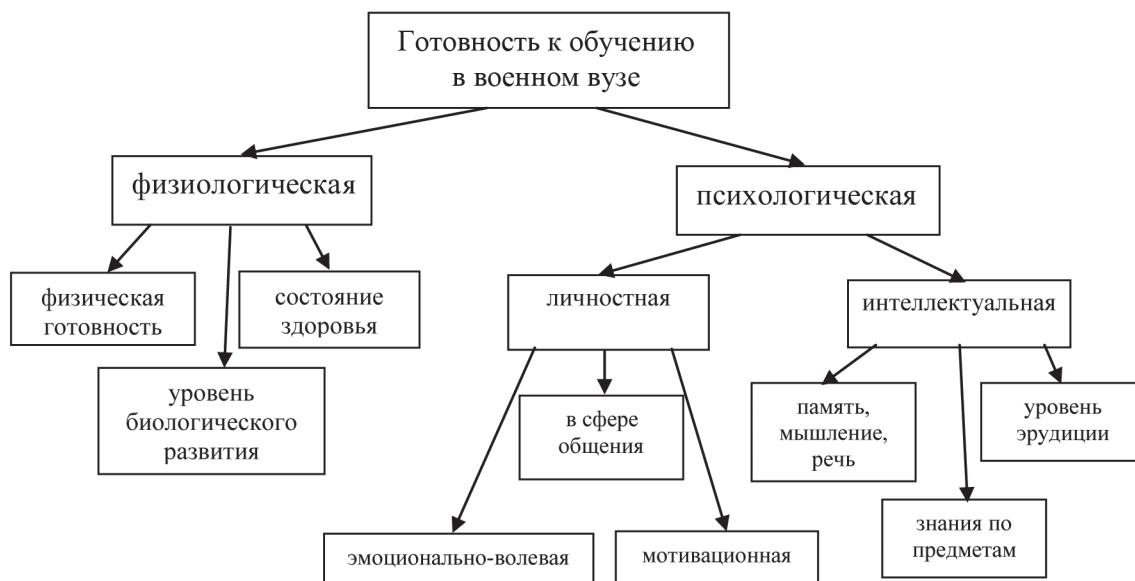 Готовность к обучению
в военном вузе
физиологическая
психологическая
физическая
готовность
состояние
здоровья
личностная
интеллектуальная
уровень
биологического
развития
в сфере
общения
память,
мышление,
речь
уровень
эрудиции
эмоционально-волевая
мотивационная
знания по
предметам